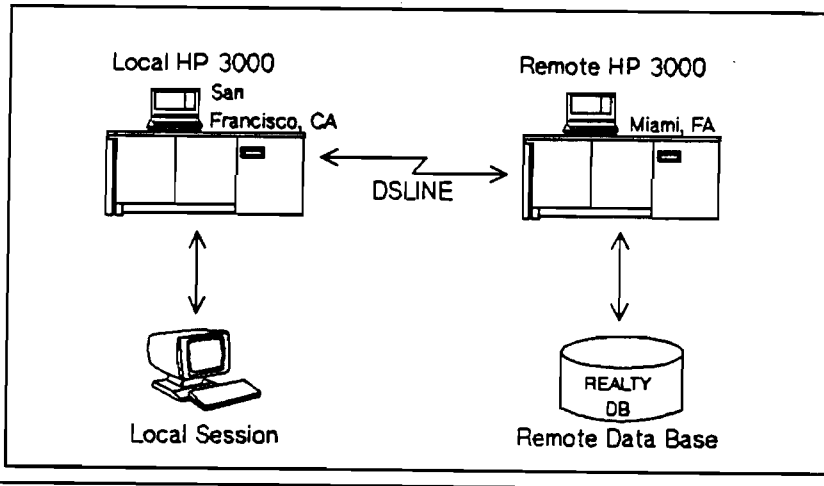 Local HP 3000
San
Francisco, CA
Remote HP 3000
Miami, FA
DSLINE
Local Session
REALTY
DB
Remote Data Base